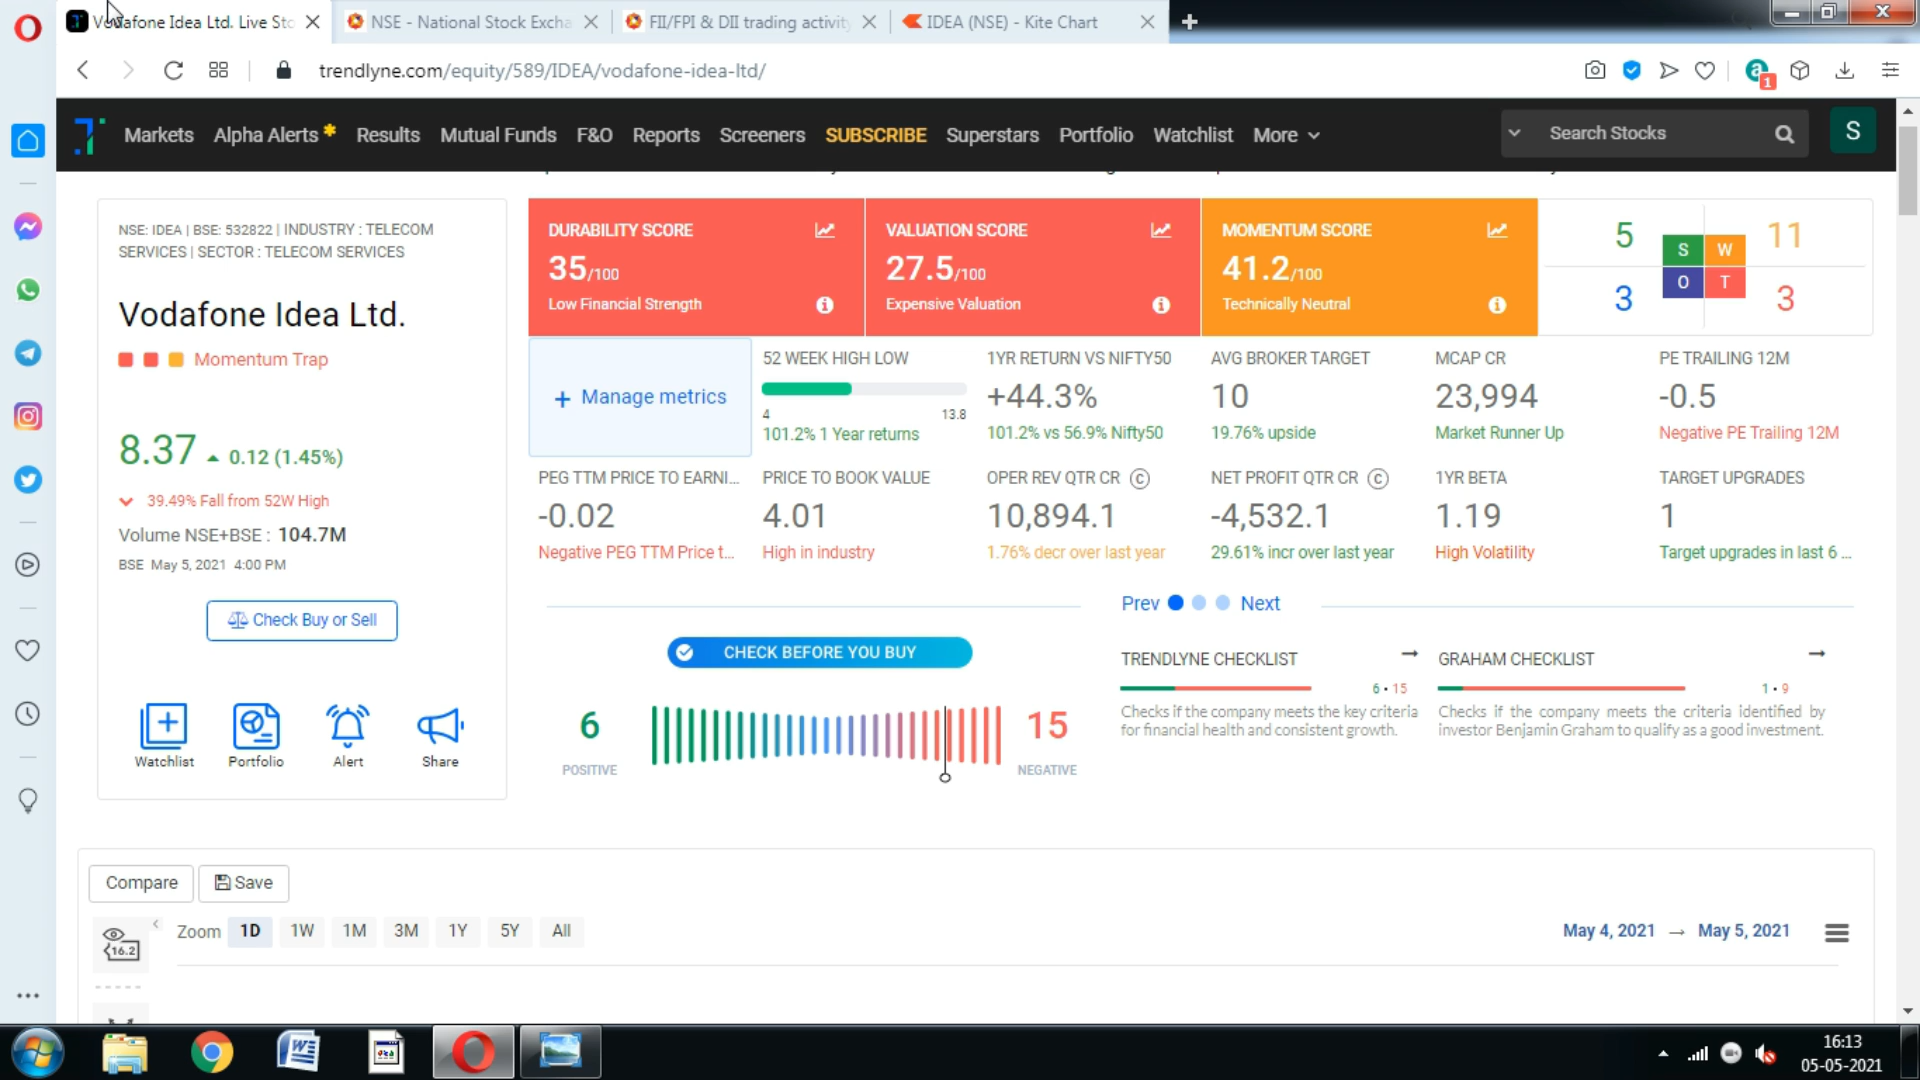 Vodafone Idea Ltd. Live Sto
NSE - National Stock Excha
FII/FPI & DII trading activity
IDEA (NSE) - Kite Chart
trendlyne.com/equity/589/IDEA/vodafone-idea-ltd/
1
Markets Alpha Alerts Results Mutual Funds F&O Reports Screeners SUBSCRIBE Superstars Portfolio Watchlist More
Search Stocks
S
NSE: IDEA | BSE: 532822 | INDUSTRY : TELECOM
SERVICES | SECTOR : TELECOM SERVICES
Vodafone Idea Ltd.
Momentum Trap
8.37 0.12 (1.45%)
39.49% Fall from 52W High
Volume NSE+BSE : 104.7M
BSE May 5, 2021 4:00 PM
Check Buy or Sell
Watchlist Portfolio Alert Share
DURABILITY SCORE
35/100
Low Financial Strength
VALUATION SCORE
27.5/100
Expensive Valuation
MOMENTUM SCORE
41.2/100
Technically Neutral
5 S W 11
3 O T 3
+ Manage metrics
52 WEEK HIGH LOW
4 13.8
101.2% 1 Year returns
1YR RETURN VS NIFTY50
+44.3%
101.2% vs 56.9% Nifty50
AVG BROKER TARGET
10
19.76% upside
MCAP CR
23,994
Market Runner Up
PE TRAILING 12M
-0.5
Negative PE Trailing 12M
PEG TTM PRICE TO EARNI...
-0.02
Negative PEG TTM Price t...
PRICE TO BOOK VALUE
4.01
High in industry
OPER REV QTR CR C
10,894.1
1.76% decr over last year
NET PROFIT QTR CR C
-4,532.1
29.61% incr over last year
1YR BETA
1.19
High Volatility
TARGET UPGRADES
1
Target upgrades in last 6 ...
Prev Next
CHECK BEFORE YOU BUY
6
POSITIVE
15
NEGATIVE
TRENDLYNE CHECKLIST
6 • 15
Checks if the company meets the key criteria
for financial health and consistent growth.
GRAHAM CHECKLIST
1 • 9
Checks if the company meets the criteria identified by
investor Benjamin Graham to qualify as a good investment.
Compare Save
16.2
Zoom 1D 1W 1M 3M 1Y 5Y All
May 4, 2021 → May 5, 2021
16:13
05-05-2021